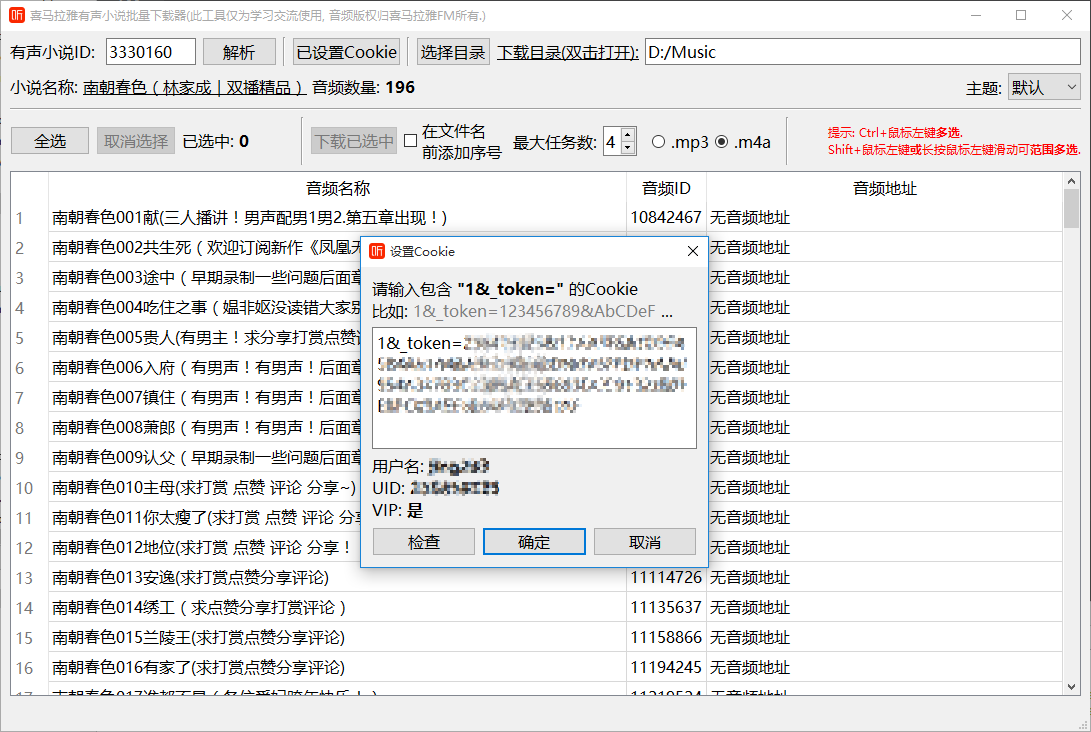 听 喜马拉雅有声小说批量下载器(此工具仅为学习交流使用, 音频版权归喜马拉雅FM所有.)
有声小说ID: 3330160 解析 已设置Cookie 选择目录 下载目录(双击打开): D:/Music
小说名称: 南朝春色（林家成｜双播精品） 音频数量: 196 主题: 默认
全选 取消选择 已选中: 0 下载已选中 在文件名
前添加序号 最大任务数: 4 .mp3 .m4a
提示: Ctrl+鼠标左键多选.
Shift+鼠标左键或长按鼠标左键滑动可范围多选.
音频名称 音频ID 音频地址
1 南朝春色001献(三人播讲！男声配男1男2.第五章出现！) 10842467 无音频地址
2 南朝春色002共生死（欢迎订阅新作《凤凰 无音频地址
3 南朝春色003途中（早期录制一些问题后面章 无音频地址
4 南朝春色004吃住之事（媪非妪没读错大家别 无音频地址
5 南朝春色005贵人(有男主！求分享打赏点赞 无音频地址
6 南朝春色006入府（有男声！有男声！后面章 无音频地址
7 南朝春色007镇住（有男声！有男声！后面章 无音频地址
8 南朝春色008萧郎（有男声！有男声！后面章 无音频地址
9 南朝春色009认父（早期录制一些问题后面章 无音频地址
10 南朝春色010主母(求打赏 点赞 评论 分享~) 无音频地址
11 南朝春色011你太瘦了(求打赏 点赞 评论 分享 无音频地址
12 南朝春色012地位(求打赏 点赞 评论 分享！ 无音频地址
13 南朝春色013安逸(求打赏点赞分享评论) 11114726 无音频地址
14 南朝春色014绣工（求点赞分享打赏评论） 11135637 无音频地址
15 南朝春色015兰陵王(求打赏点赞分享评论) 11158866 无音频地址
16 南朝春色016有家了(求打赏点赞分享评论) 11194245 无音频地址
听 设置Cookie
请输入包含 "1&_token=" 的Cookie
比如: 1&_token=123456789&AbCDeF ...
1&_token=
用户名:
UID:
VIP: 是
检查 确定 取消